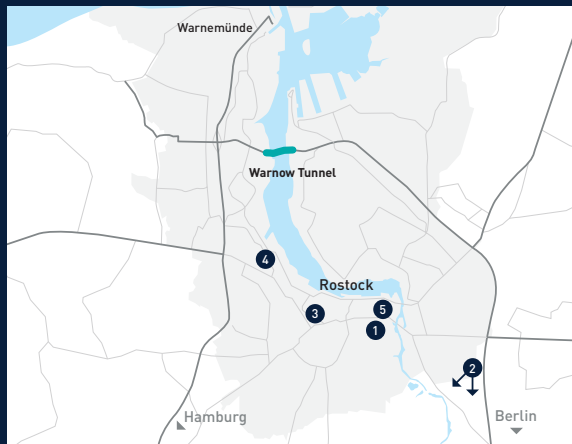 Warnemünde
Warnow Tunnel
4
Rostock
3
5
1
2
Hamburg
Berlin